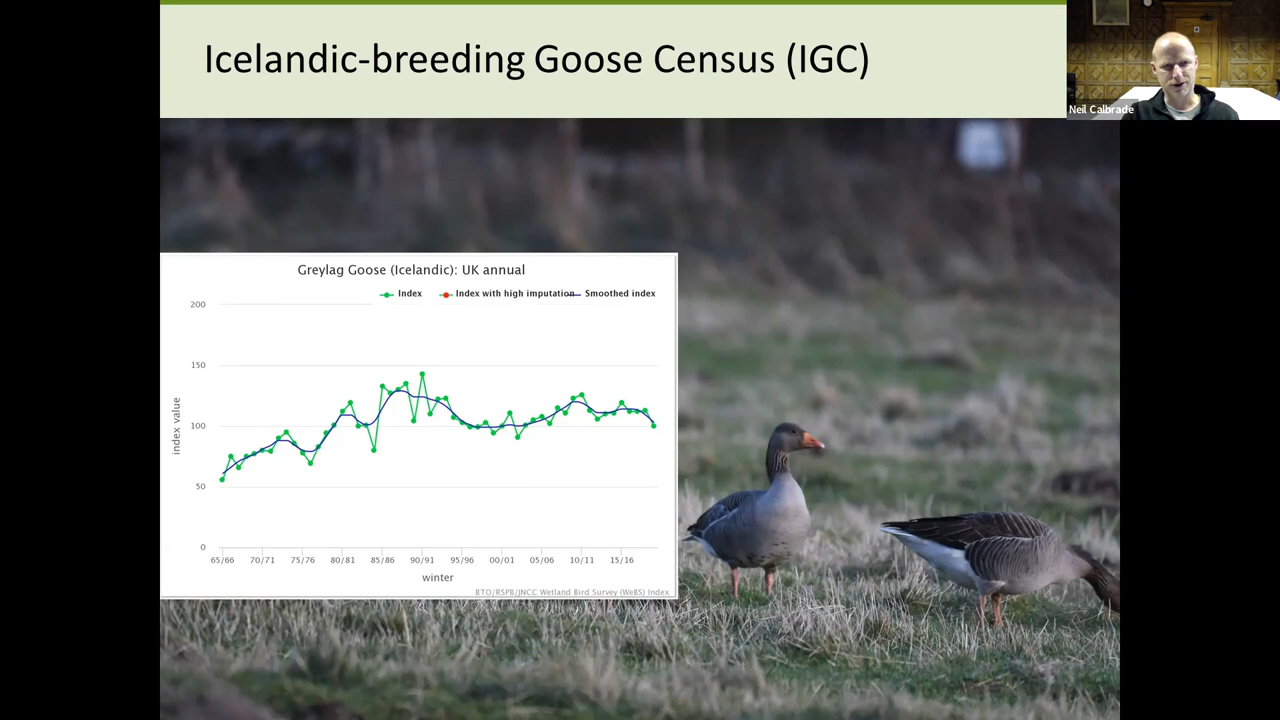 Icelandic-breeding Goose Census (IGC)
Neil Calbrade
Greylag Goose (Icelandic): UK annual
Index
Index with high imputation
Smoothed index
200
150
100
50
0
index value
65/66 70/71 75/76 80/81 85/86 90/91 95/96 00/01 05/06 10/11 15/16
winter
BTO/RSPB/JNCC Wetland Bird Survey (WeBS) Index